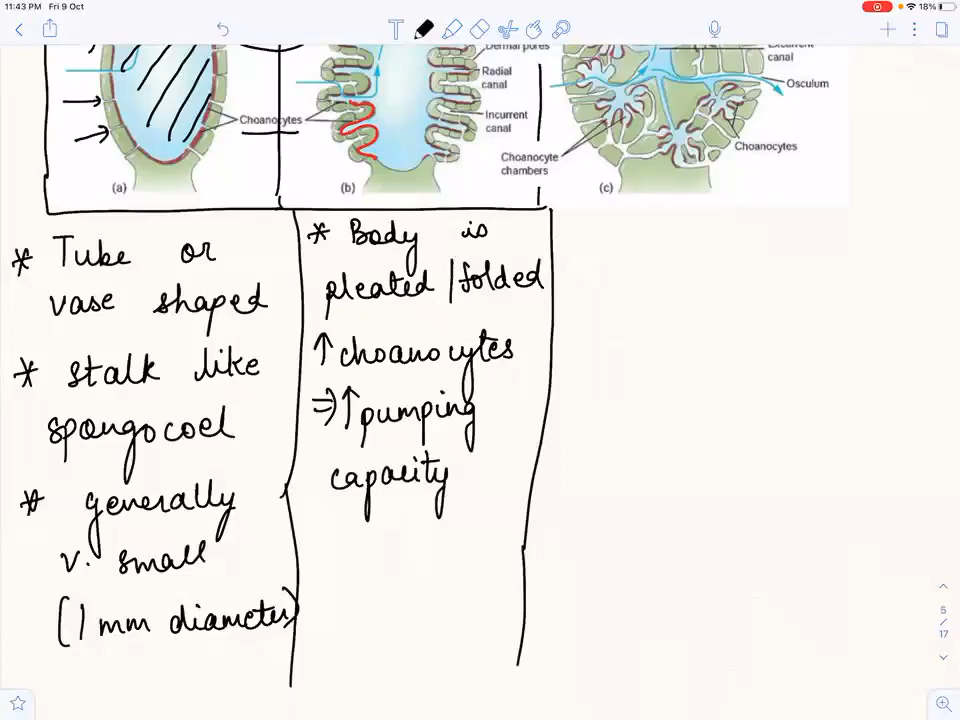 11:43 PM Fri 9 Oct
18%
Dermal pores
Radial
canal
Incurrent
canal
Choanocytes
Excurrent
canal
Osculum
Choanocytes
Choanocyte
chambers
(a)
(b)
(c)
* Tube or
vase shaped
* stalk like
spongocoel
* generally
v. small
(1 mm diameter)
* Body is
pleated / folded
↑ choanocytes
⇒ ↑ pumping
capacity
5
/
17